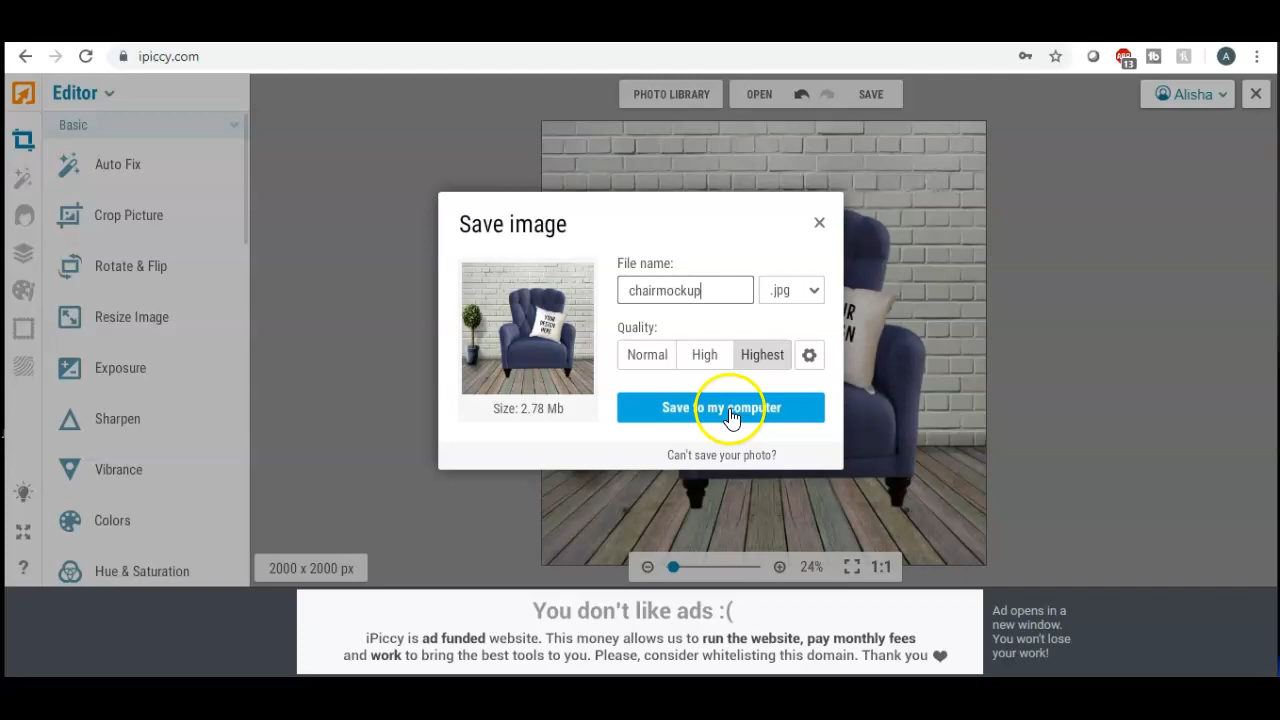 ipiccy.com
13
A
Editor
PHOTO LIBRARY
OPEN
SAVE
Alisha
Basic
Auto Fix
Crop Picture
Rotate & Flip
Resize Image
Exposure
Sharpen
Vibrance
Colors
Hue & Saturation
?
Save image
File name:
chairmockup
.jpg
Quality:
Normal
High
Highest
YOUR
DESIGN
HERE
Size: 2.78 Mb
Save to my computer
Can't save your photo?
2000 x 2000 px
24%
1:1
You don't like ads :(
iPiccy is ad funded website. This money allows us to run the website, pay monthly fees
and work to bring the best tools to you. Please, consider whitelisting this domain. Thank you ❤
Ad opens in a
new window.
You won't lose
your work!